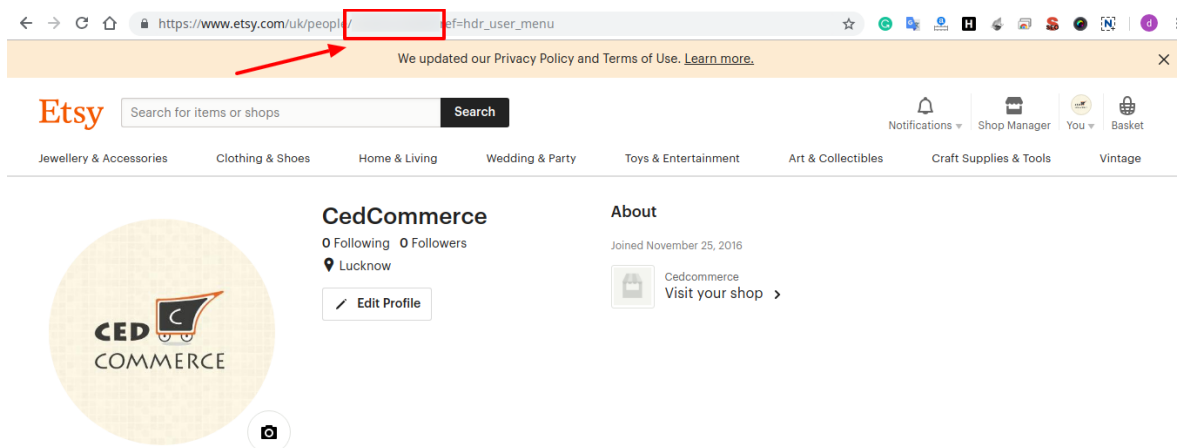 https://www.etsy.com/uk/people/ ref=hdr_user_menu
We updated our Privacy Policy and Terms of Use. Learn more.
Etsy
Search for items or shops
Search
Notifications
Shop Manager
You
Basket
Jewellery & Accessories
Clothing & Shoes
Home & Living
Wedding & Party
Toys & Entertainment
Art & Collectibles
Craft Supplies & Tools
Vintage
CED C
COMMERCE
CedCommerce
0 Following 0 Followers
Lucknow
Edit Profile
About
Joined November 25, 2016
Cedcommerce
Visit your shop